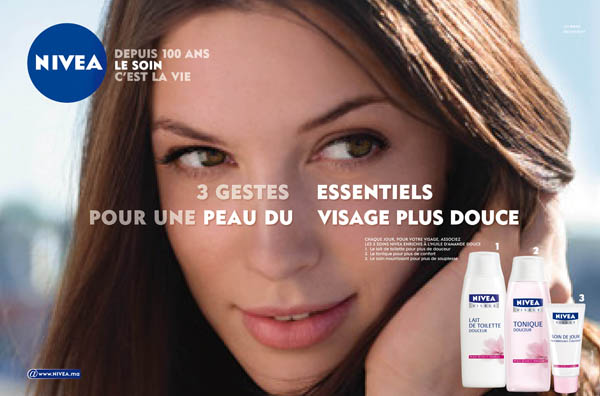 NIVEA
DEPUIS 100 ANS
LE SOIN
C'EST LA VIE
3 GESTES ESSENTIELS
POUR UNE PEAU DU VISAGE PLUS DOUCE
CHAQUE JOUR, POUR VOTRE VISAGE, ASSOCIEZ
LES 3 SOINS NIVEA ENRICHIS À L'HUILE D'AMANDE DOUCE
1. Le lait de toilette pour plus de douceur
2. Le tonique pour plus de confort
3. Le soin nourrissant pour plus de souplesse
1
NIVEA
VISAGE
LAIT
DE TOILETTE
DOUCEUR
2
NIVEA
VISAGE
TONIQUE
DOUCEUR
3
NIVEA
VISAGE
SOIN DE JOUR
@www.NIVEA.ma